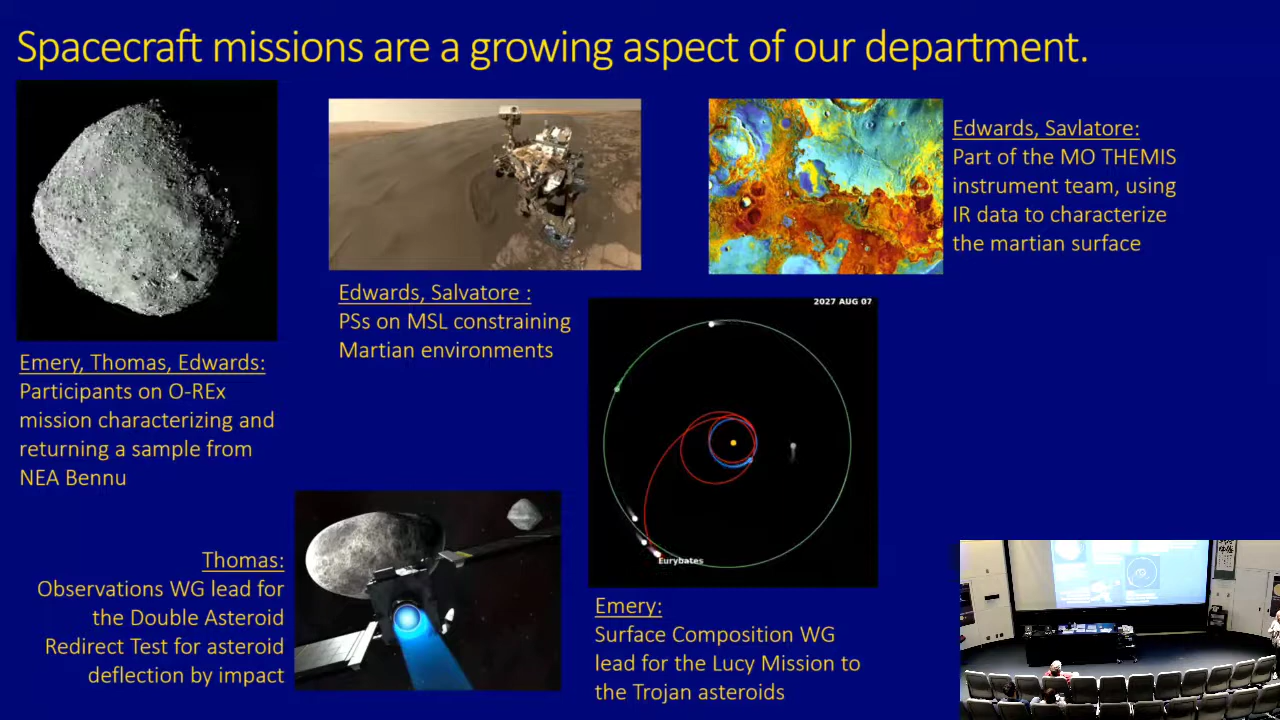 Spacecraft missions are a growing aspect of our department.
Emery, Thomas, Edwards:
Participants on O-REx
mission characterizing and
returning a sample from
NEA Bennu
Edwards, Salvatore :
PSs on MSL constraining
Martian environments
Edwards, Savlatore:
Part of the MO THEMIS
instrument team, using
IR data to characterize
the martian surface
Thomas:
Observations WG lead for
the Double Asteroid
Redirect Test for asteroid
deflection by impact
2027 AUG 07
Eurybates
Emery:
Surface Composition WG
lead for the Lucy Mission to
the Trojan asteroids